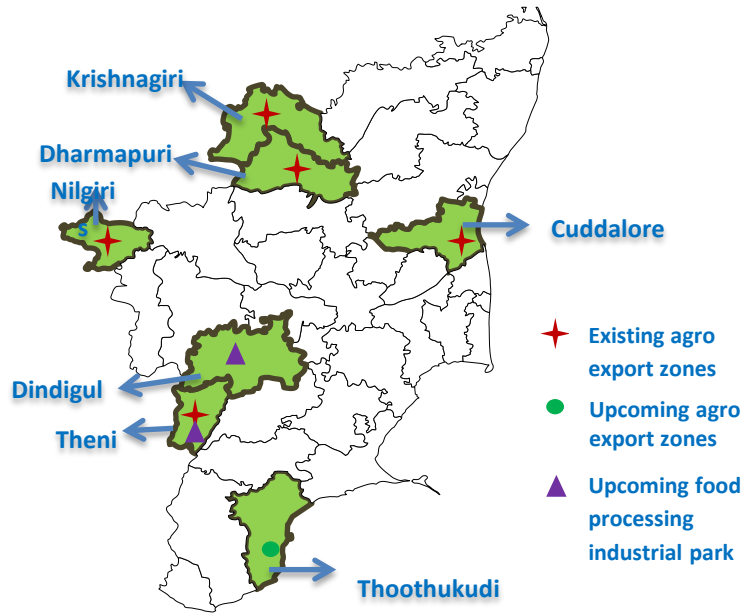 Krishnagiri
Dharmapuri
Nilgiri
s
Cuddalore
Existing agro
export zones
Dindigul
Upcoming agro
export zones
Theni
Upcoming food
processing
industrial park
Thoothukudi